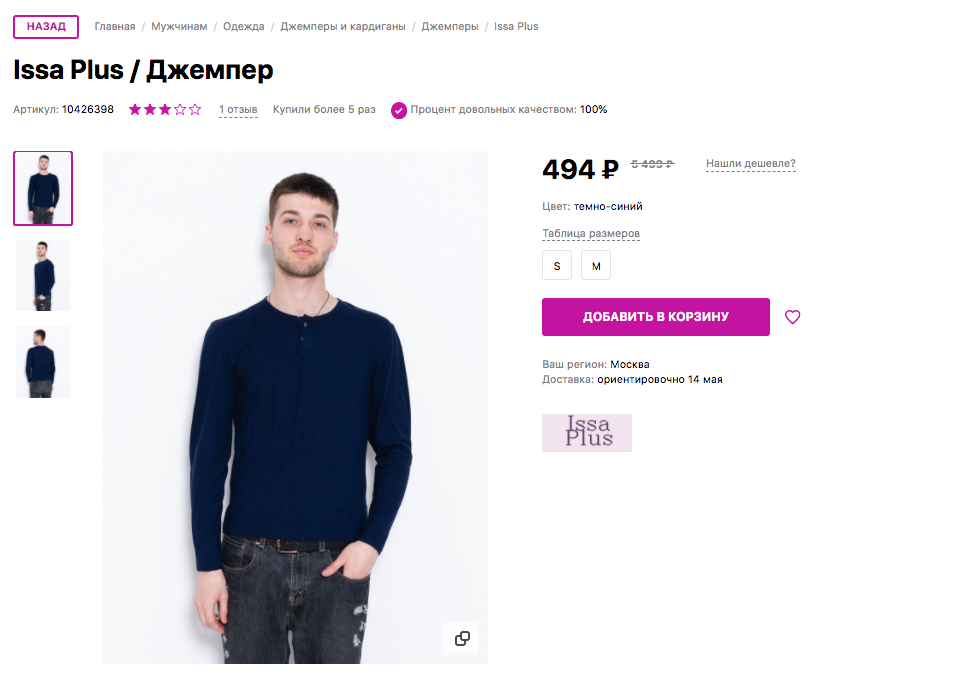 НАЗАД Главная / Мужчинам / Одежда / Джемперы и кардиганы / Джемперы / Issa Plus
Issa Plus / Джемпер
Артикул: 10426398 1 отзыв Купили более 5 раз Процент довольных качеством: 100%
494 ₽ 5 499 ₽ Нашли дешевле?
Цвет: темно-синий
Таблица размеров
S M
ДОБАВИТЬ В КОРЗИНУ
Ваш регион: Москва
Доставка: ориентировочно 14 мая
Issa
Plus